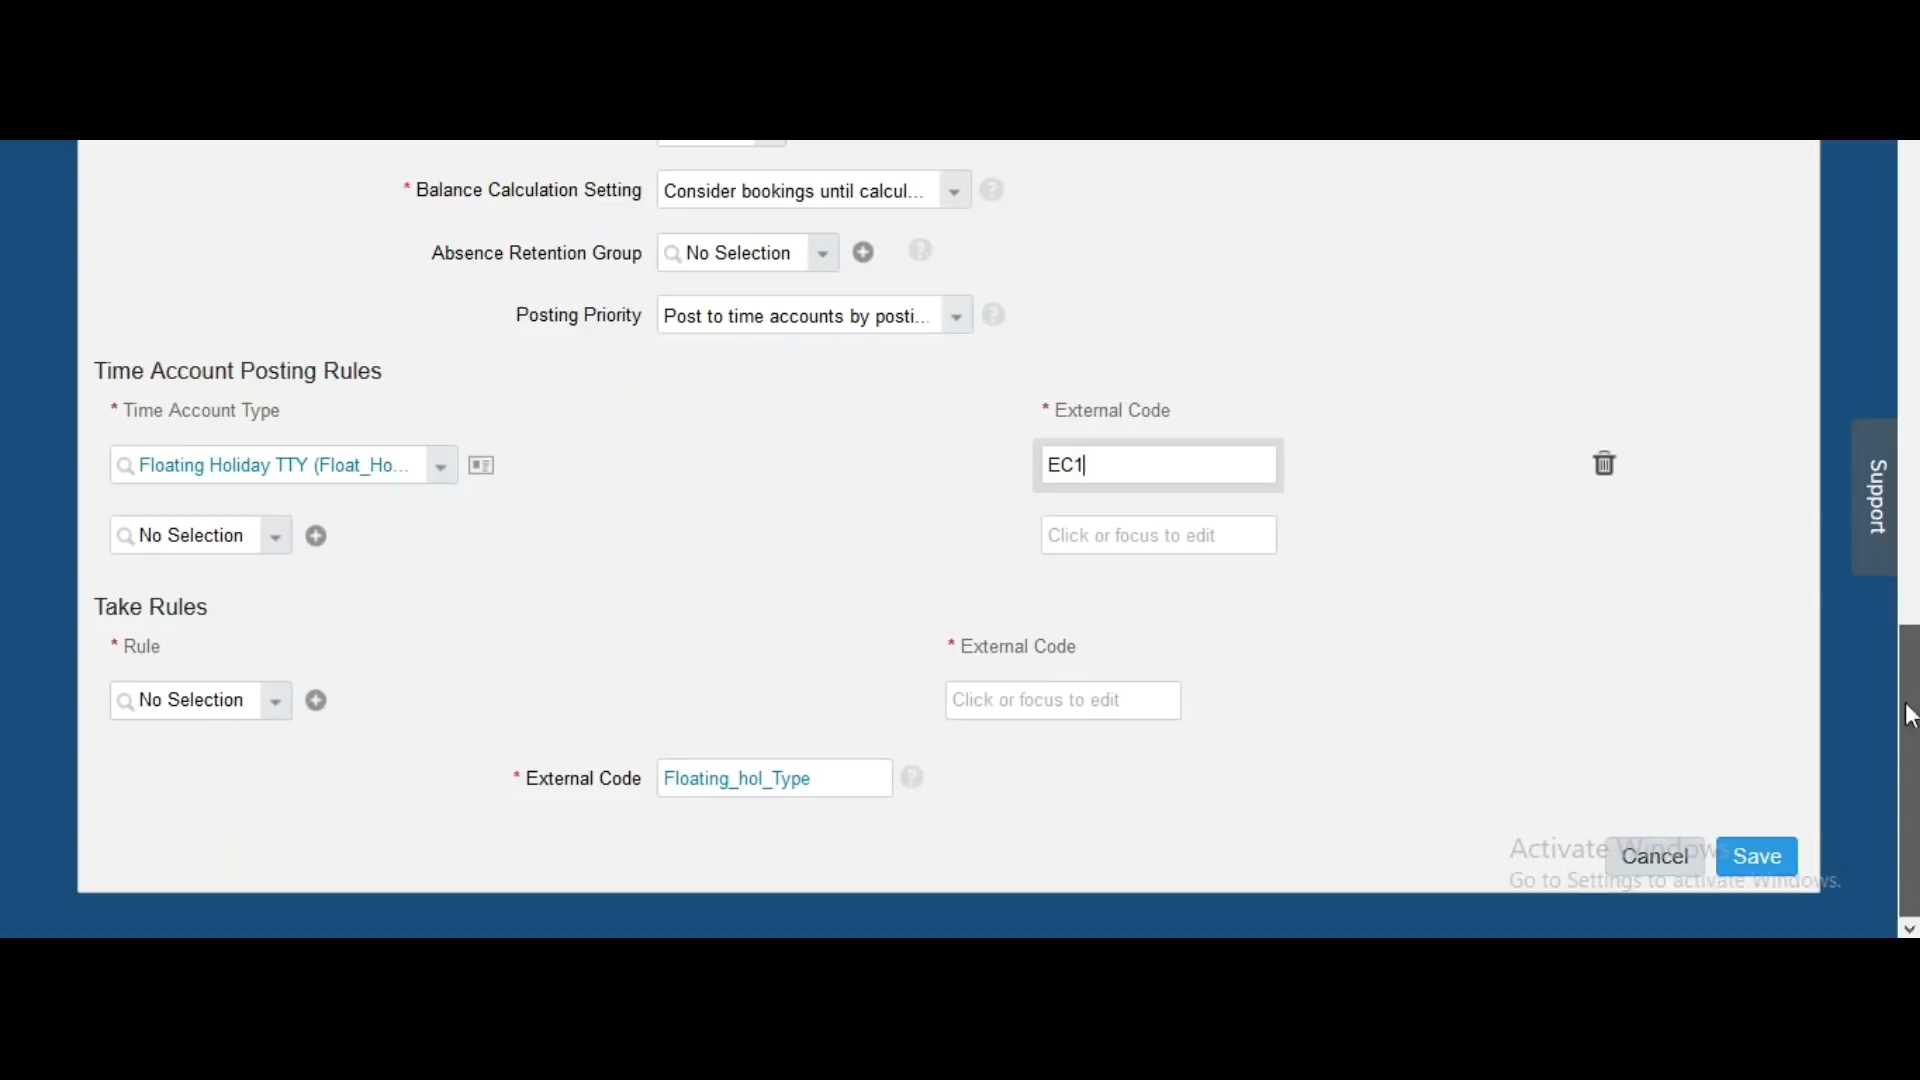 * Balance Calculation Setting Consider bookings until calcul...
Absence Retention Group No Selection
Posting Priority Post to time accounts by posti...
Time Account Posting Rules
* Time Account Type * External Code
Floating Holiday TTY (Float_Ho... EC1
No Selection Click or focus to edit
Take Rules
* Rule * External Code
No Selection Click or focus to edit
* External Code Floating_hol_Type
Support
Cancel Save
Activate Windows
Go to Settings to activate Windows.